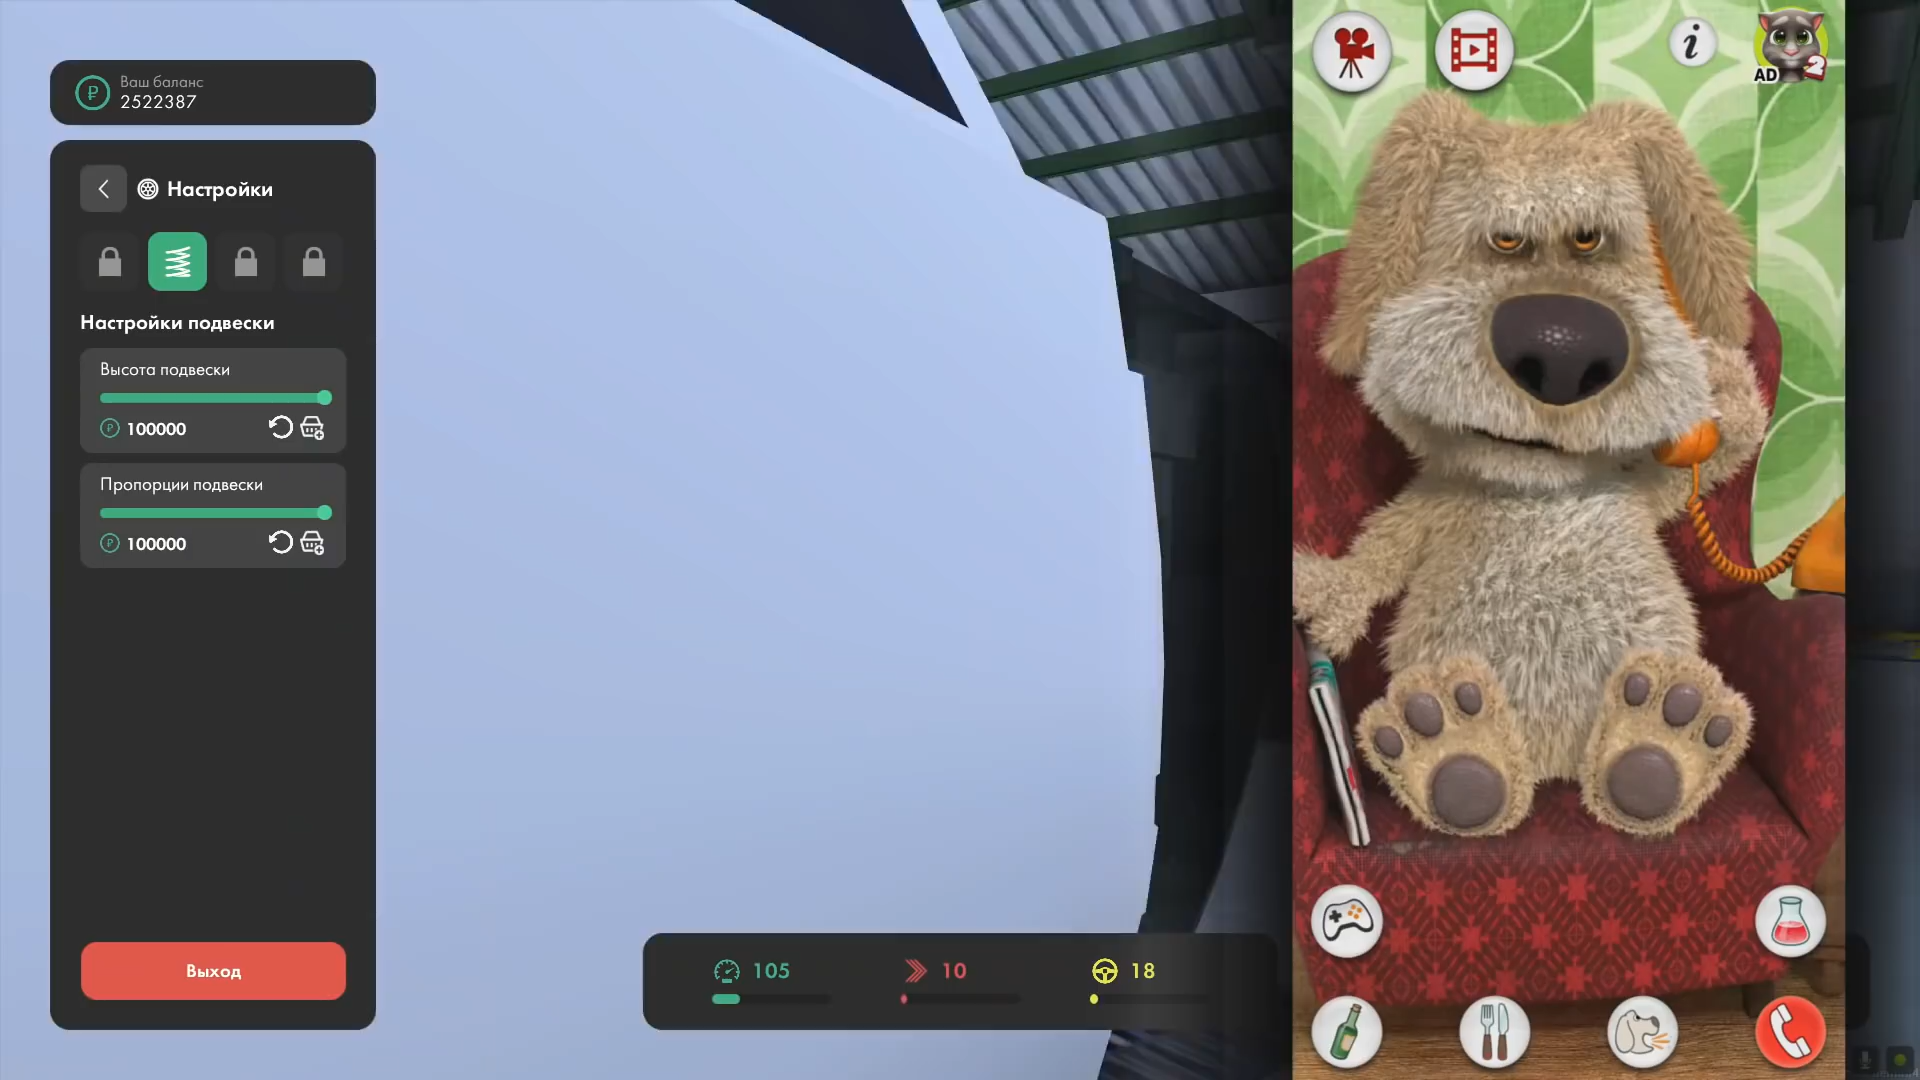 Ваш баланс
2522387
Настройки
Настройки подвески
Высота подвески
100000
Пропорции подвески
100000
Выход
105
10
18
i
AD
2